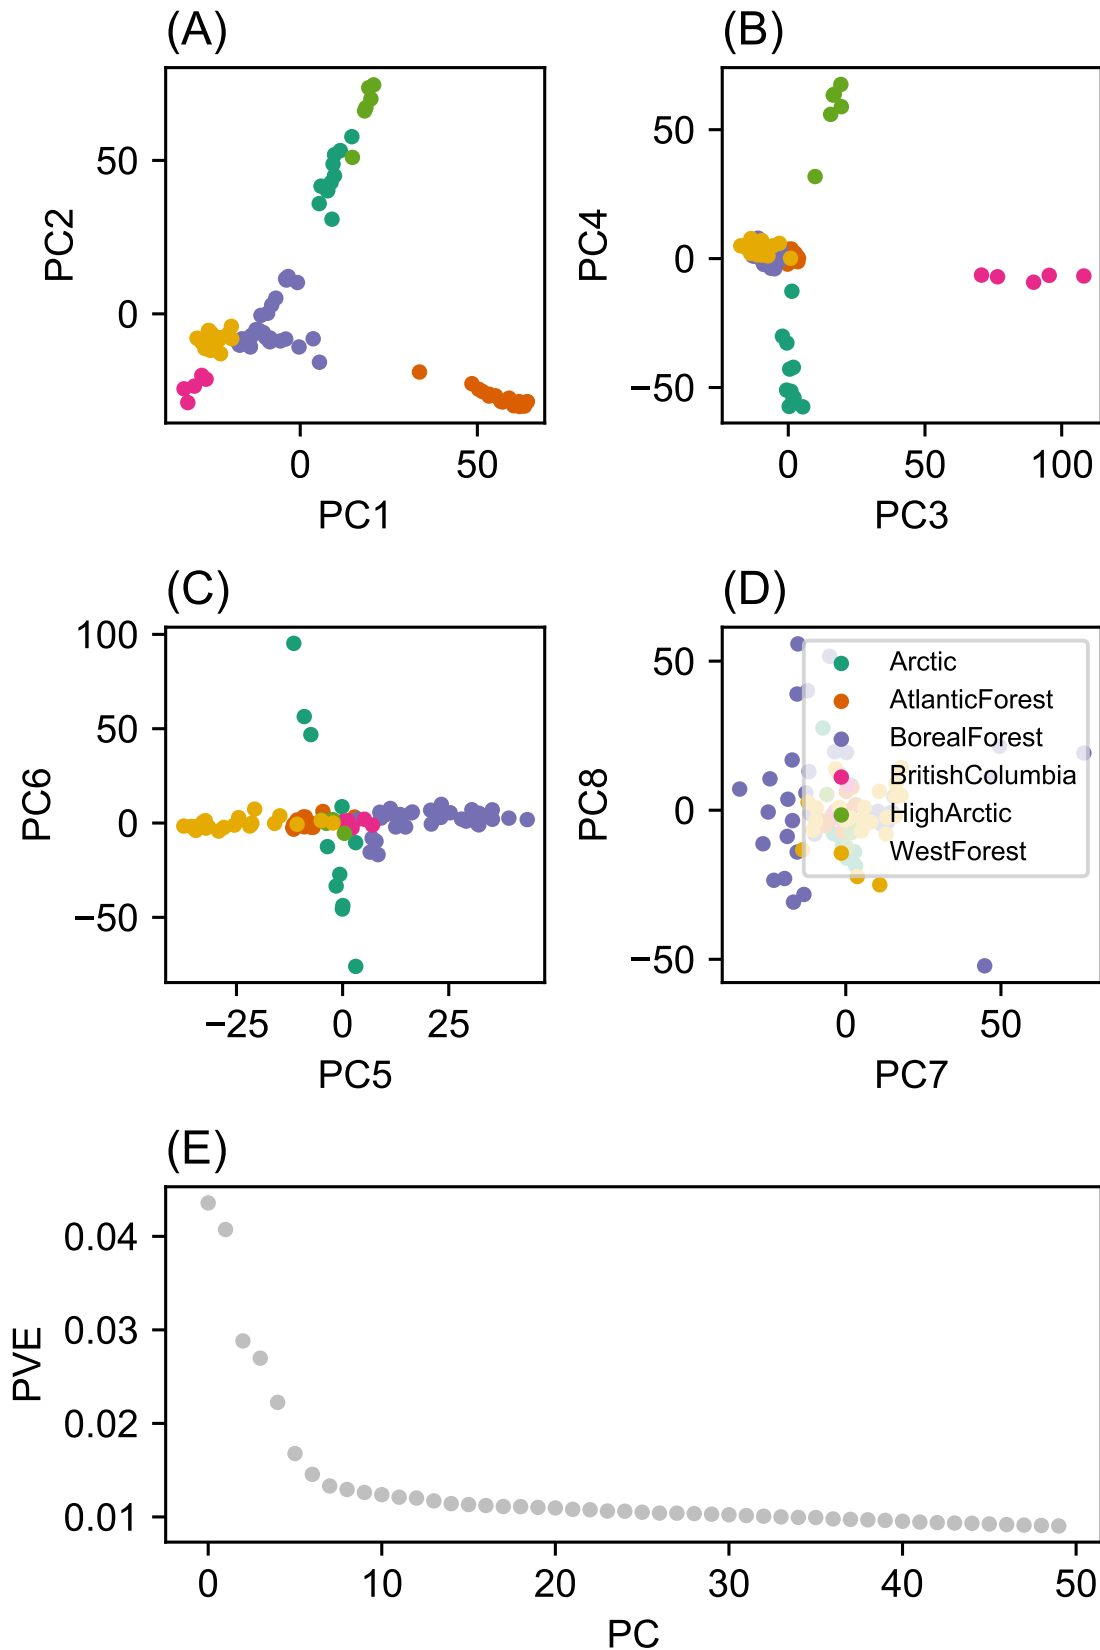 (A)
(B)
50
0
PC2
0
50
PC1
50
0
−50
PC4
0
50
100
PC3
(C)
(D)
100
50
0
−50
PC6
−25
0
25
PC5
50
0
−50
PC8
0
50
PC7
Arctic
AtlanticForest
BorealForest
BritishColumbia
HighArctic
WestForest
(E)
0.04
0.03
0.02
0.01
PVE
0
10
20
30
40
50
PC